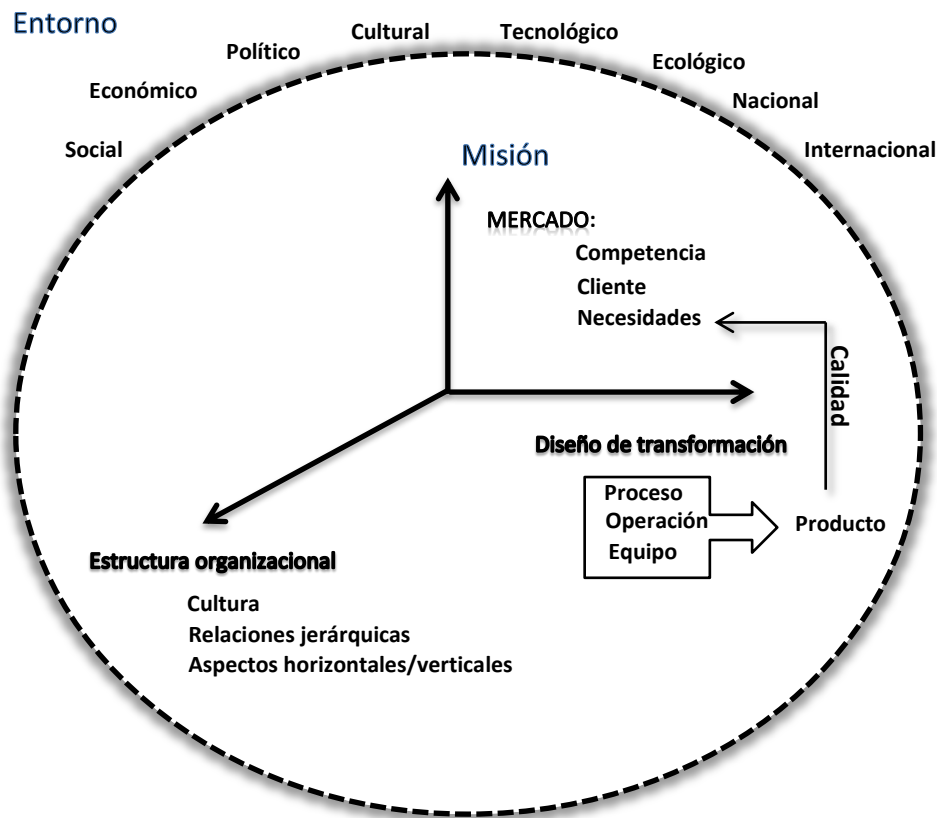 Entorno
Cultural
Tecnológico
Político
Ecológico
Económico
Nacional
Social
Internacional
Misión
MERCADO:
Competencia
Cliente
Necesidades
Calidad
Diseño de transformación
Proceso
Operación
Equipo
Producto
Estructura organizacional
Cultura
Relaciones jerárquicas
Aspectos horizontales/verticales